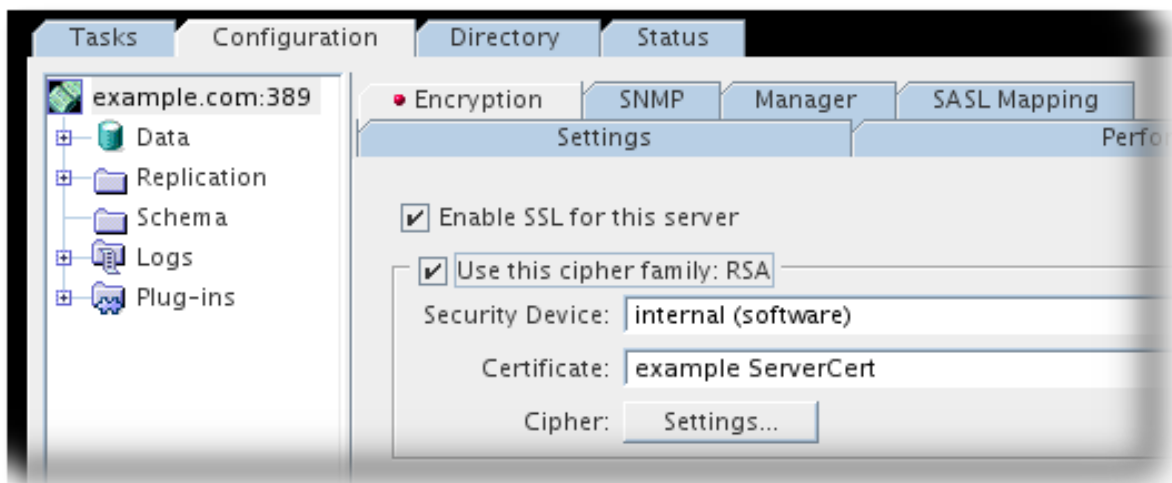 Tasks Configuration Directory Status
example.com:389
Data
Replication
Schema
Logs
Plug-ins
Encryption SNMP Manager SASL Mapping
Settings
Enable SSL for this server
Use this cipher family: RSA
Security Device: internal (software)
Certificate: example ServerCert
Cipher: Settings...